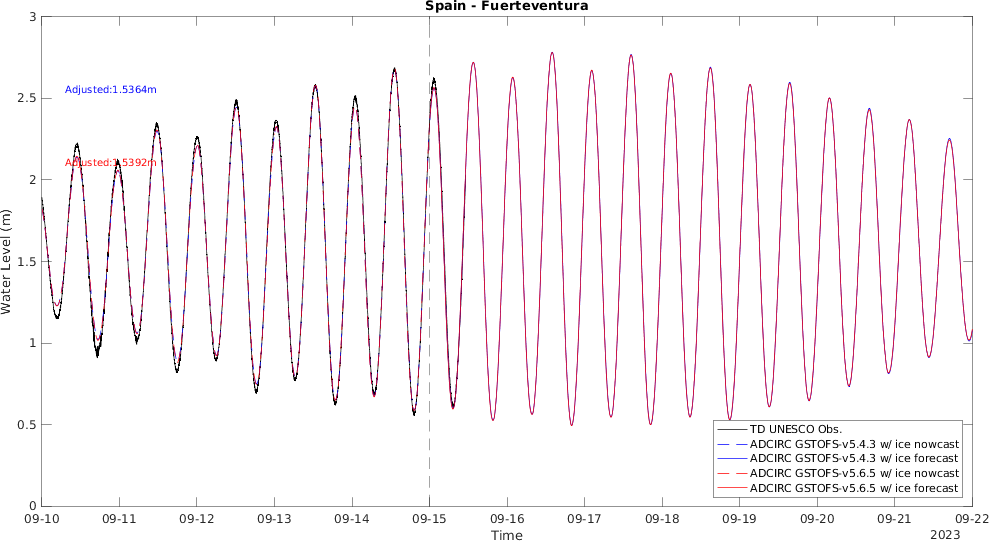 Spain - Fuerteventura
3
2.5
2
1.5
1
0.5
0
Water Level (m)
Adjusted:1.5364m
Adjusted:1.5392m
TD UNESCO Obs.
ADCIRC GSTOFS-v5.4.3 w/ ice nowcast
ADCIRC GSTOFS-v5.4.3 w/ ice forecast
ADCIRC GSTOFS-v5.6.5 w/ ice nowcast
ADCIRC GSTOFS-v5.6.5 w/ ice forecast
09-10 09-11 09-12 09-13 09-14 09-15 09-16 09-17 09-18 09-19 09-20 09-21 09-22
Time
2023